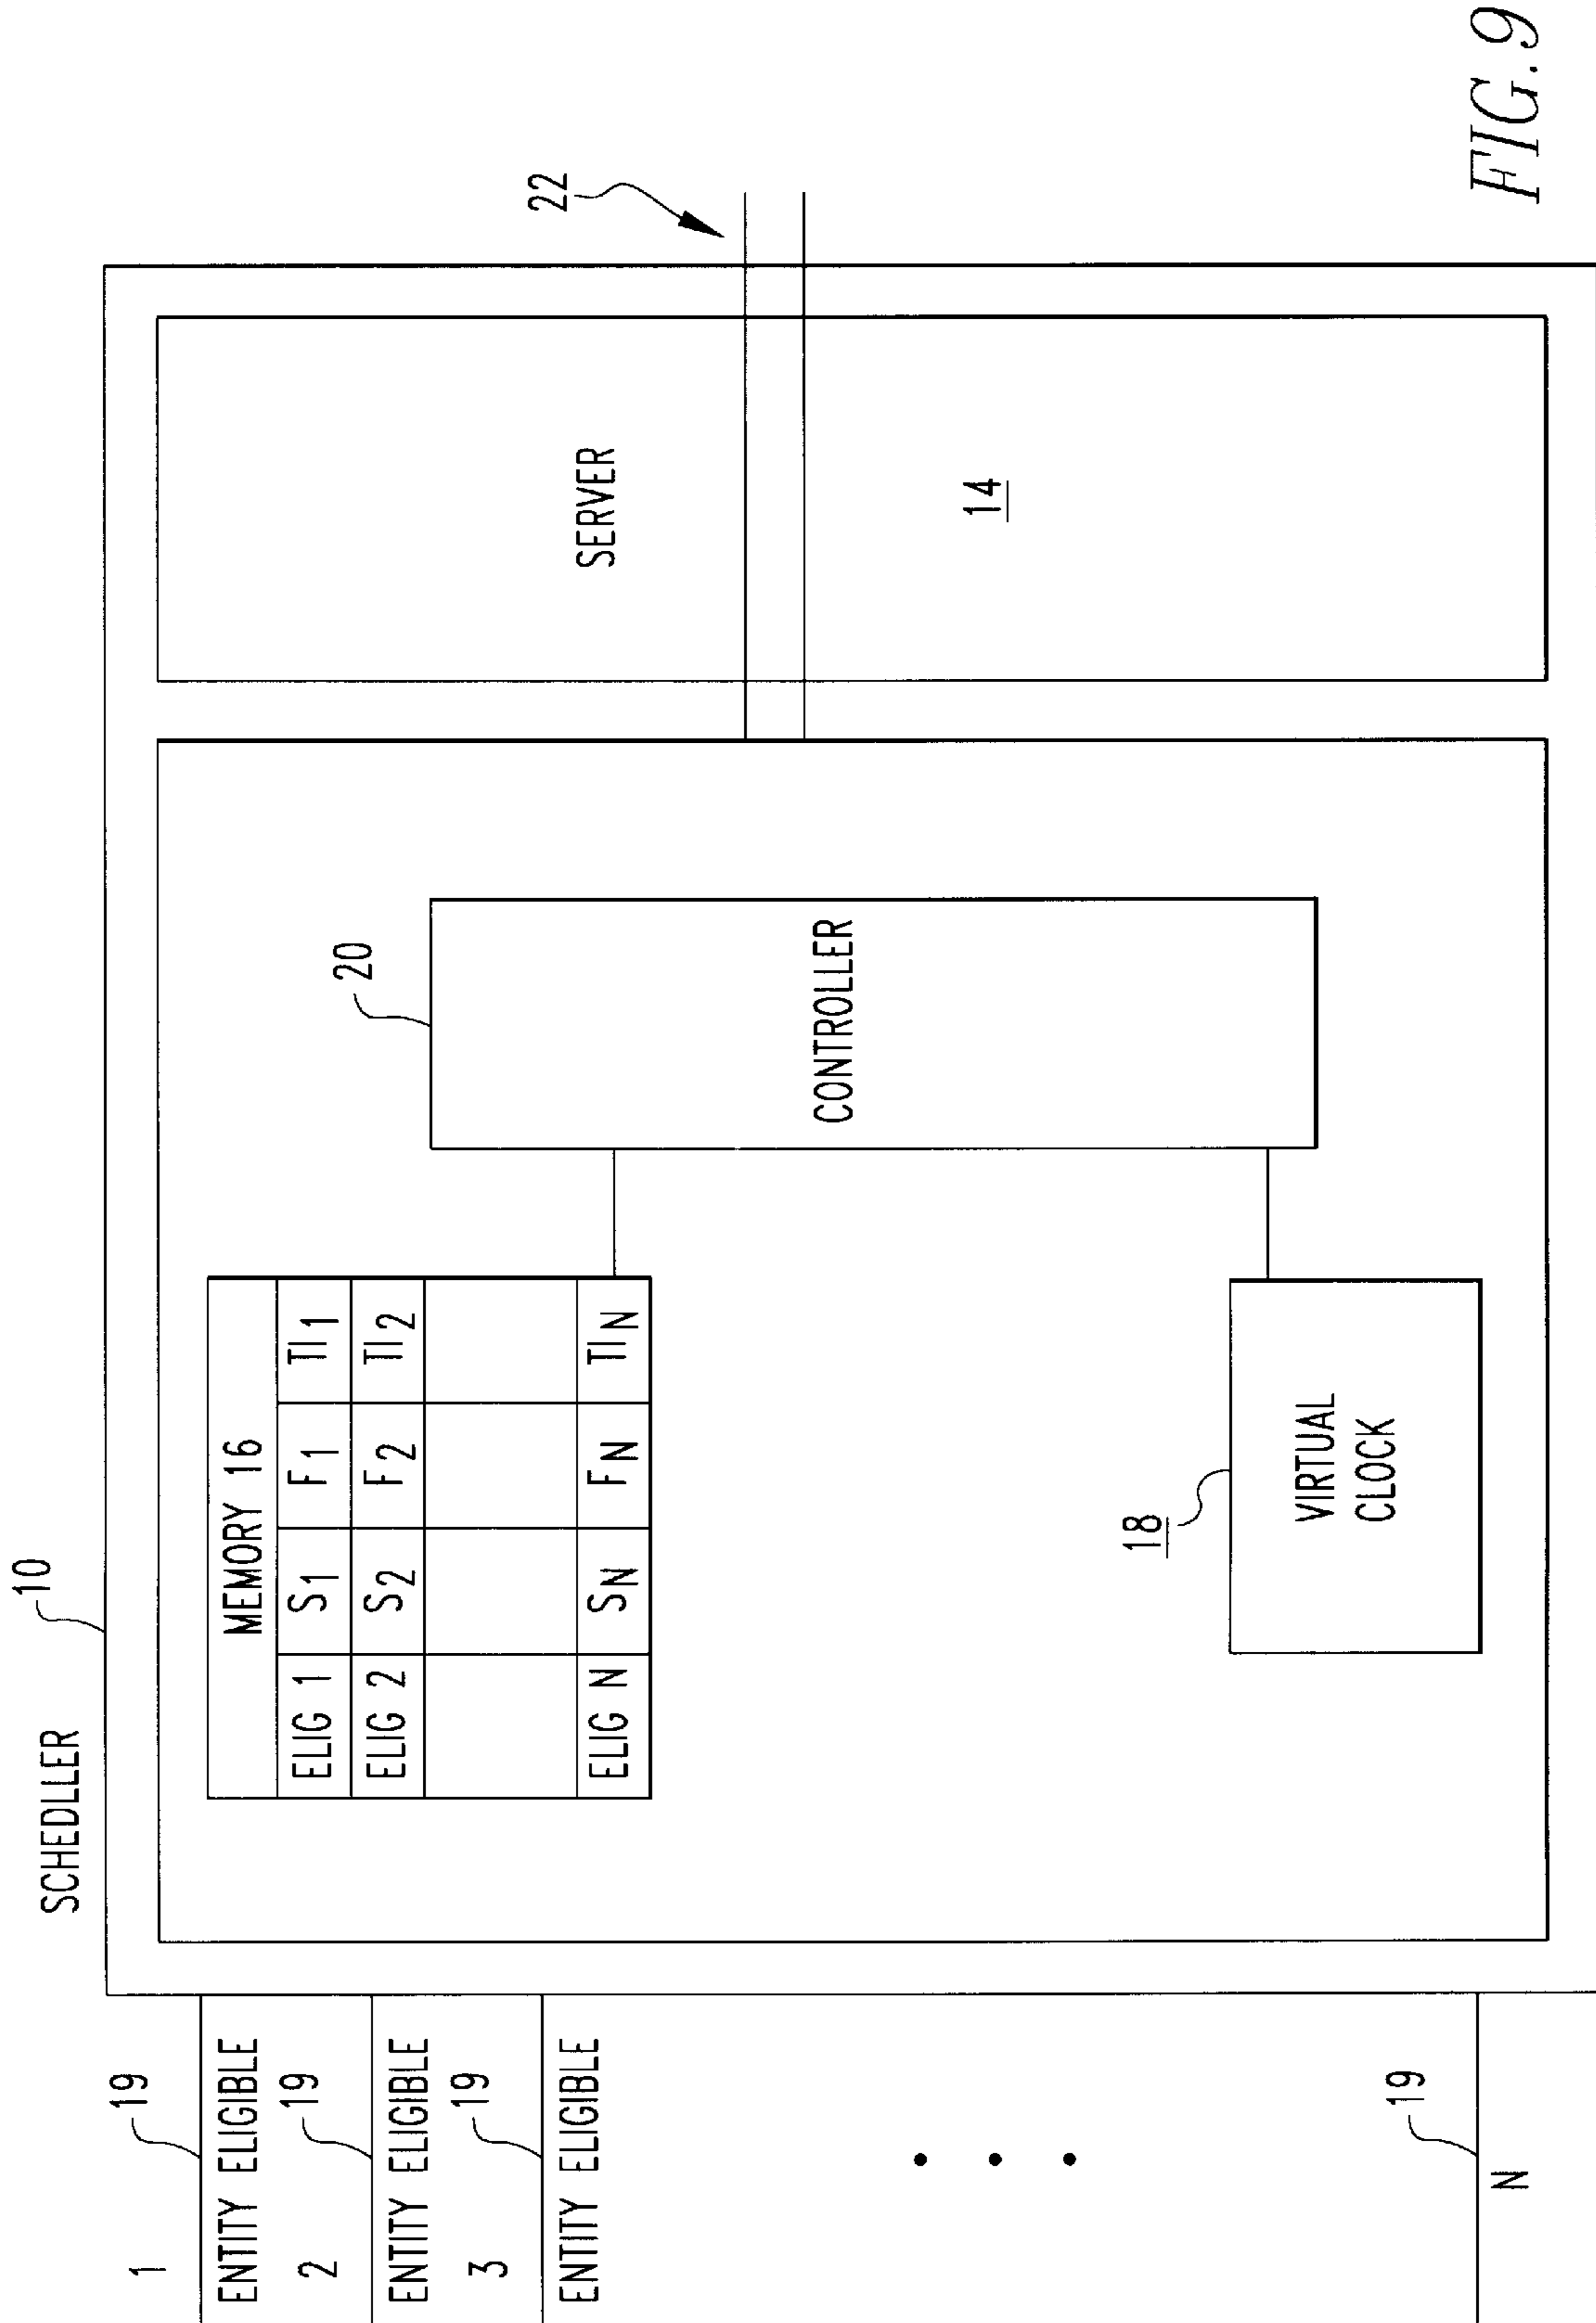 SCHEDLLER
10
1
19
ENTITY ELIGIBLE
2
19
ENTITY ELIGIBLE
3
19
ENTITY ELIGIBLE
N
19
MEMORY 16
ELIG 1 S1 F1 TI1
ELIG 2 S2 F2 TI2
ELIG N SN FN TIN
18
VIRTUAL
CLOCK
20
CONTROLLER
SERVER
14
22
FIG. 9